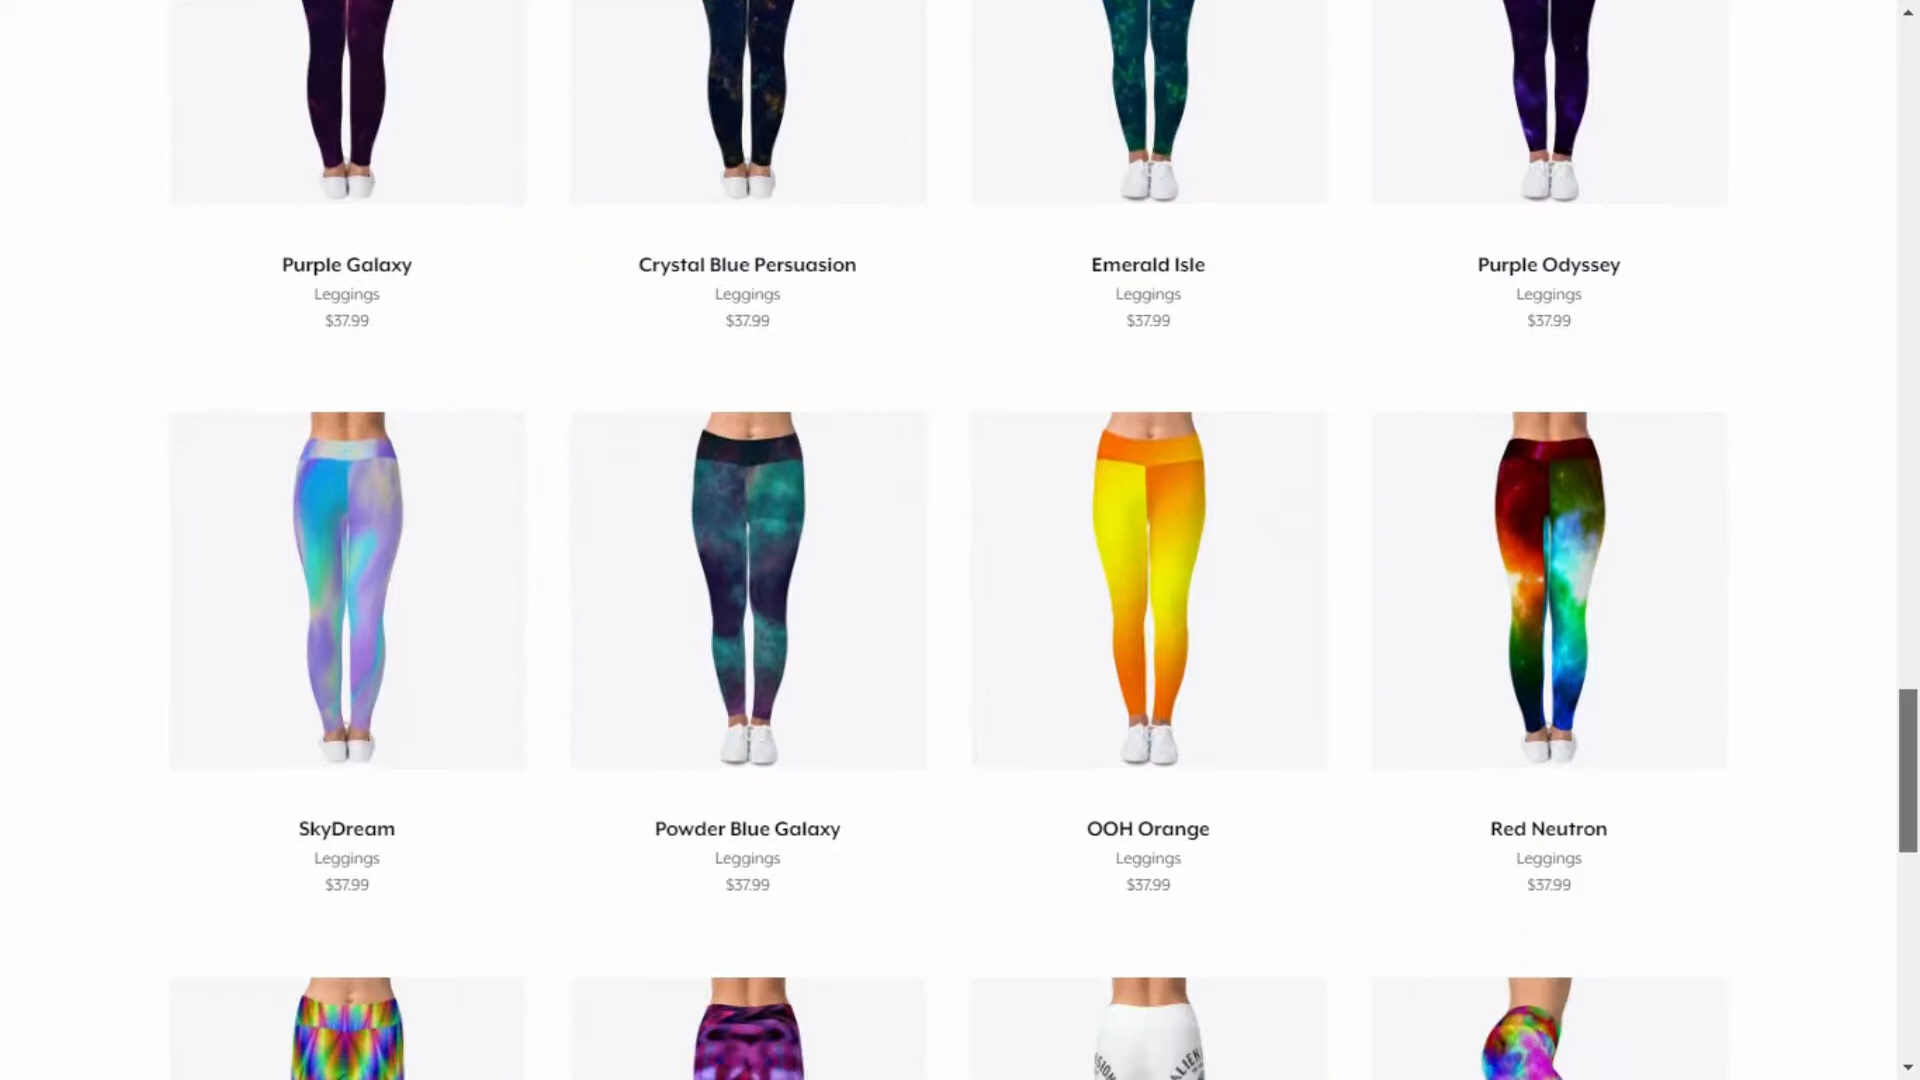 Purple Galaxy
Leggings
$37.99
Crystal Blue Persuasion
Leggings
$37.99
Emerald Isle
Leggings
$37.99
Purple Odyssey
Leggings
$37.99
SkyDream
Leggings
$37.99
Powder Blue Galaxy
Leggings
$37.99
OOH Orange
Leggings
$37.99
Red Neutron
Leggings
$37.99
ALIEN